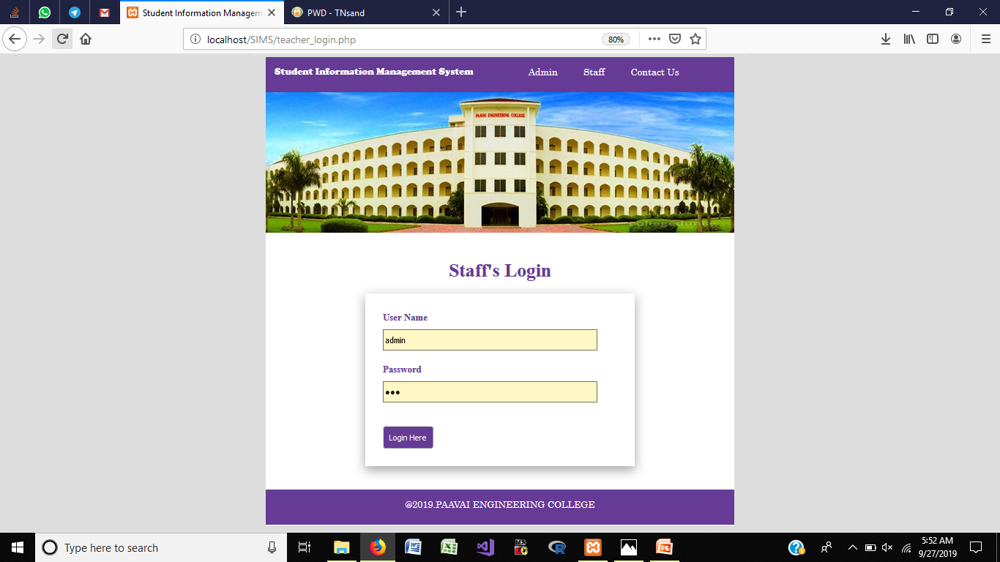 Student Information Managem
PWD - TNsand
localhost/SIMS/teacher_login.php
80%
Student Information Management System
Admin
Staff
Contact Us
PAAVAI ENGINEERING COLLEGE
Staff's Login
User Name
admin
Password
Login Here
@2019.PAAVAI ENGINEERING COLLEGE
Type here to search
5:52 AM
9/27/2019